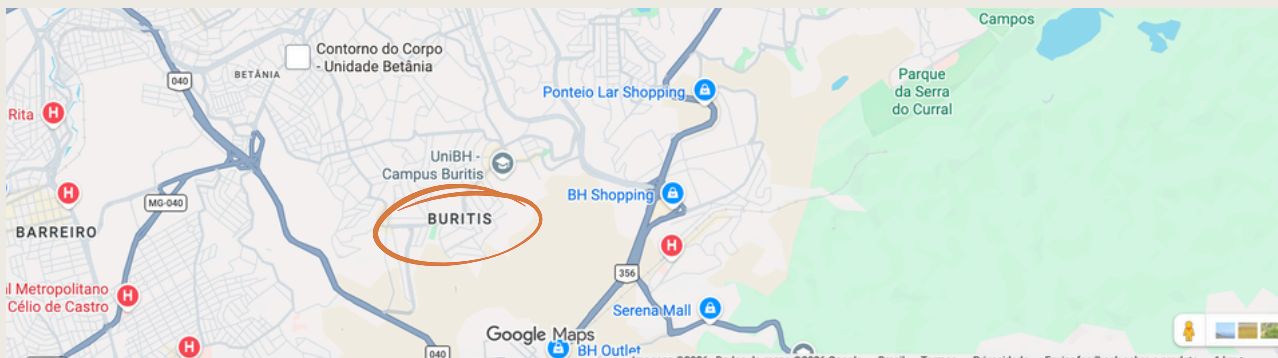 Campos
Contorno do Corpo
- Unidade Betânia
BETÂNIA
040
Ponteio Lar Shopping
Parque
da Serra
do Curral
Rita
H
UniBH -
Campus Buritis
BH Shopping
H
MG-040
BURITIS
BARREIRO
H
356
l Metropolitano
Célio de Castro
H
Serena Mall
Google Maps
H
040
BH Outlet